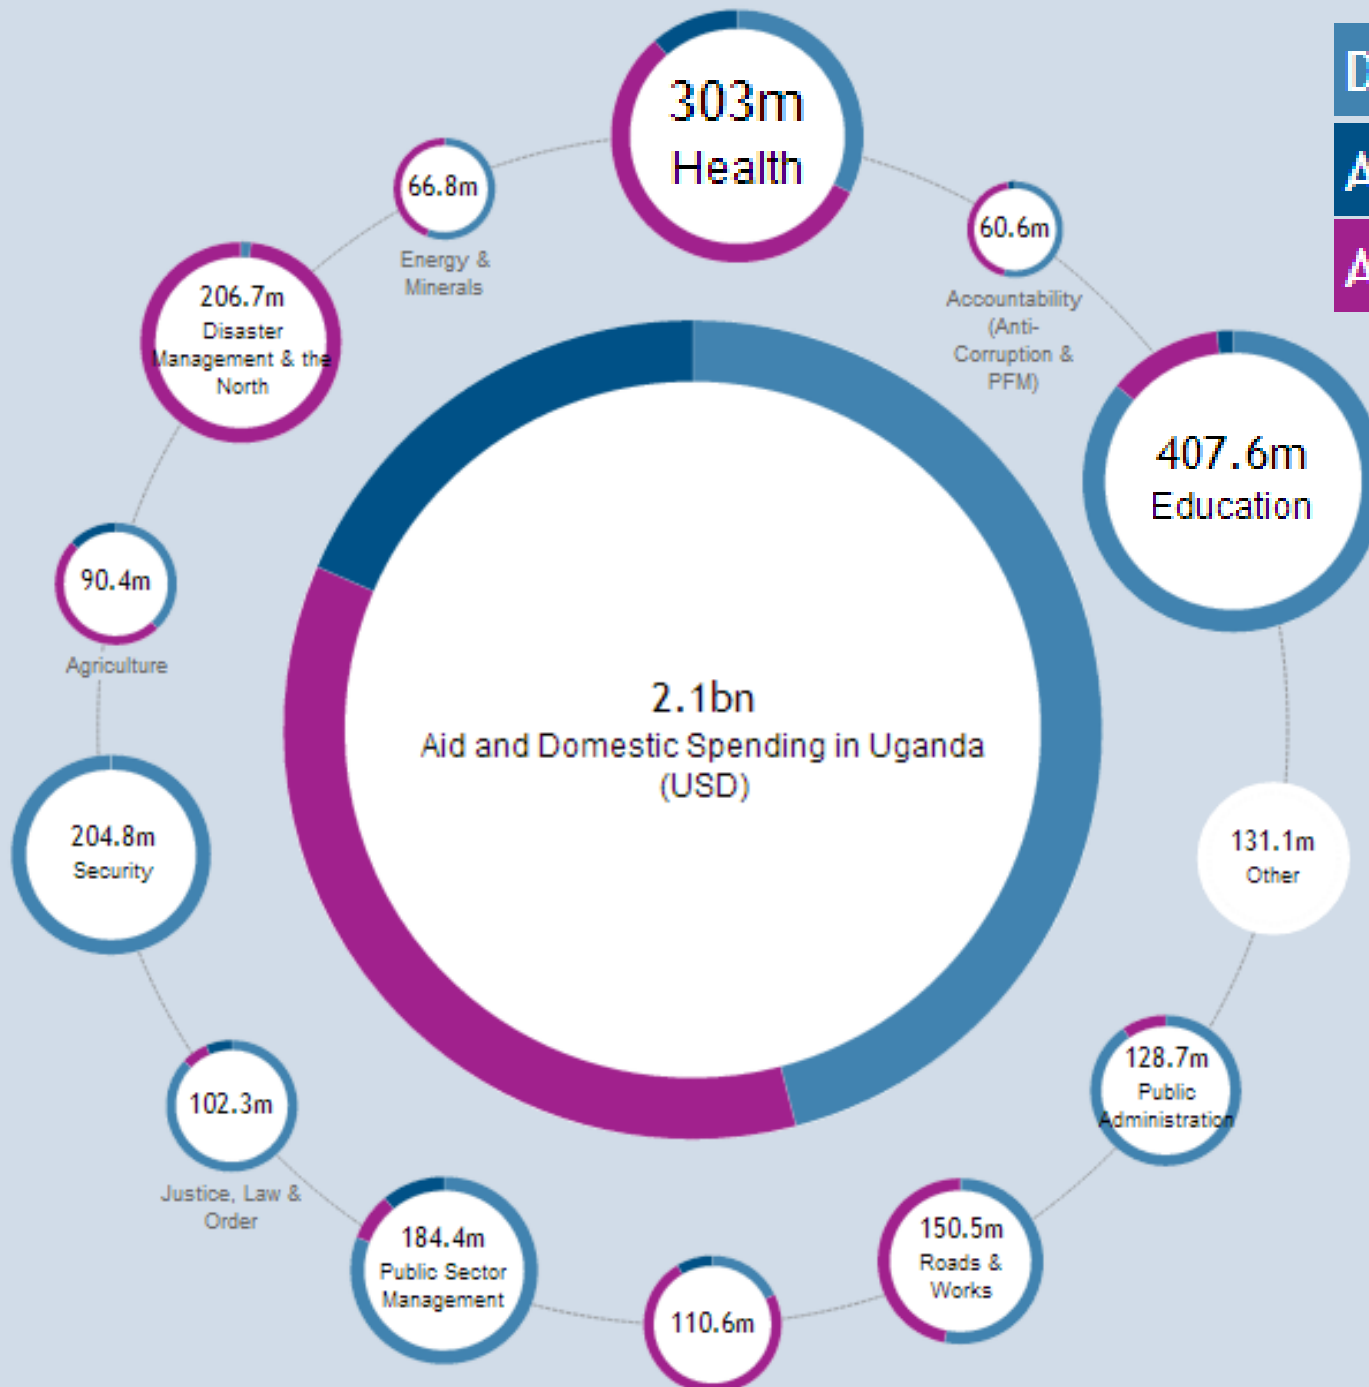 303m
Health
66.8m
Energy &
Minerals
60.6m
Accountability
(Anti-
Corruption &
PFM)
206.7m
Disaster
Management & the
North
407.6m
Education
90.4m
Agriculture
2.1bn
Aid and Domestic Spending in Uganda
(USD)
204.8m
Security
131.1m
Other
102.3m
Justice, Law &
Order
128.7m
Public
Administration
184.4m
Public Sector
Management
150.5m
Roads &
Works
110.6m